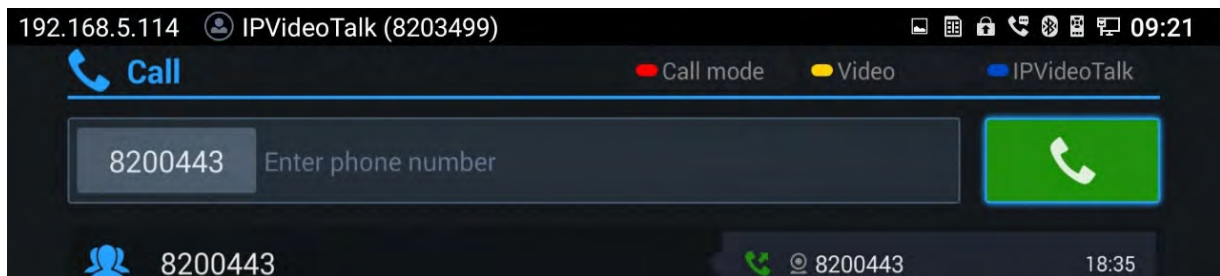 192.168.5.114 IPVideoTalk (8203499) 09:21
Call Call mode Video IPVideoTalk
8200443 Enter phone number
8200443 8200443 18:35